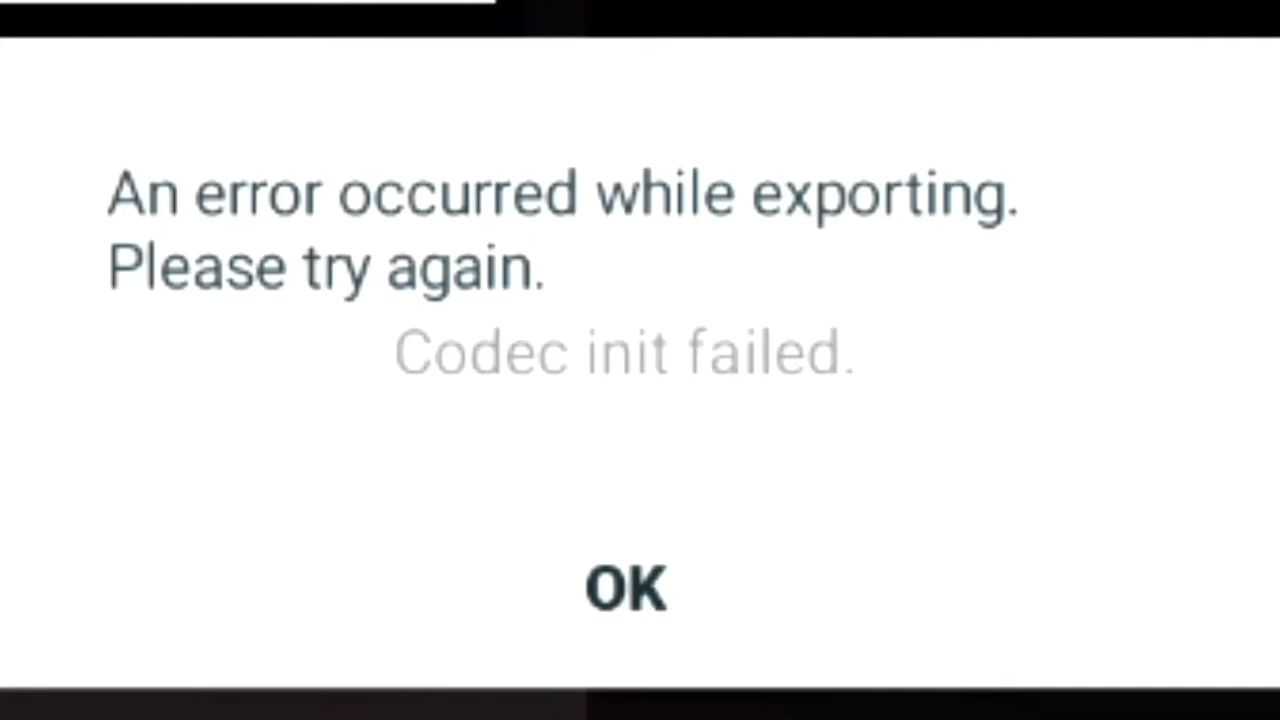 An error occurred while exporting.
Please try again.
Codec init failed.
OK